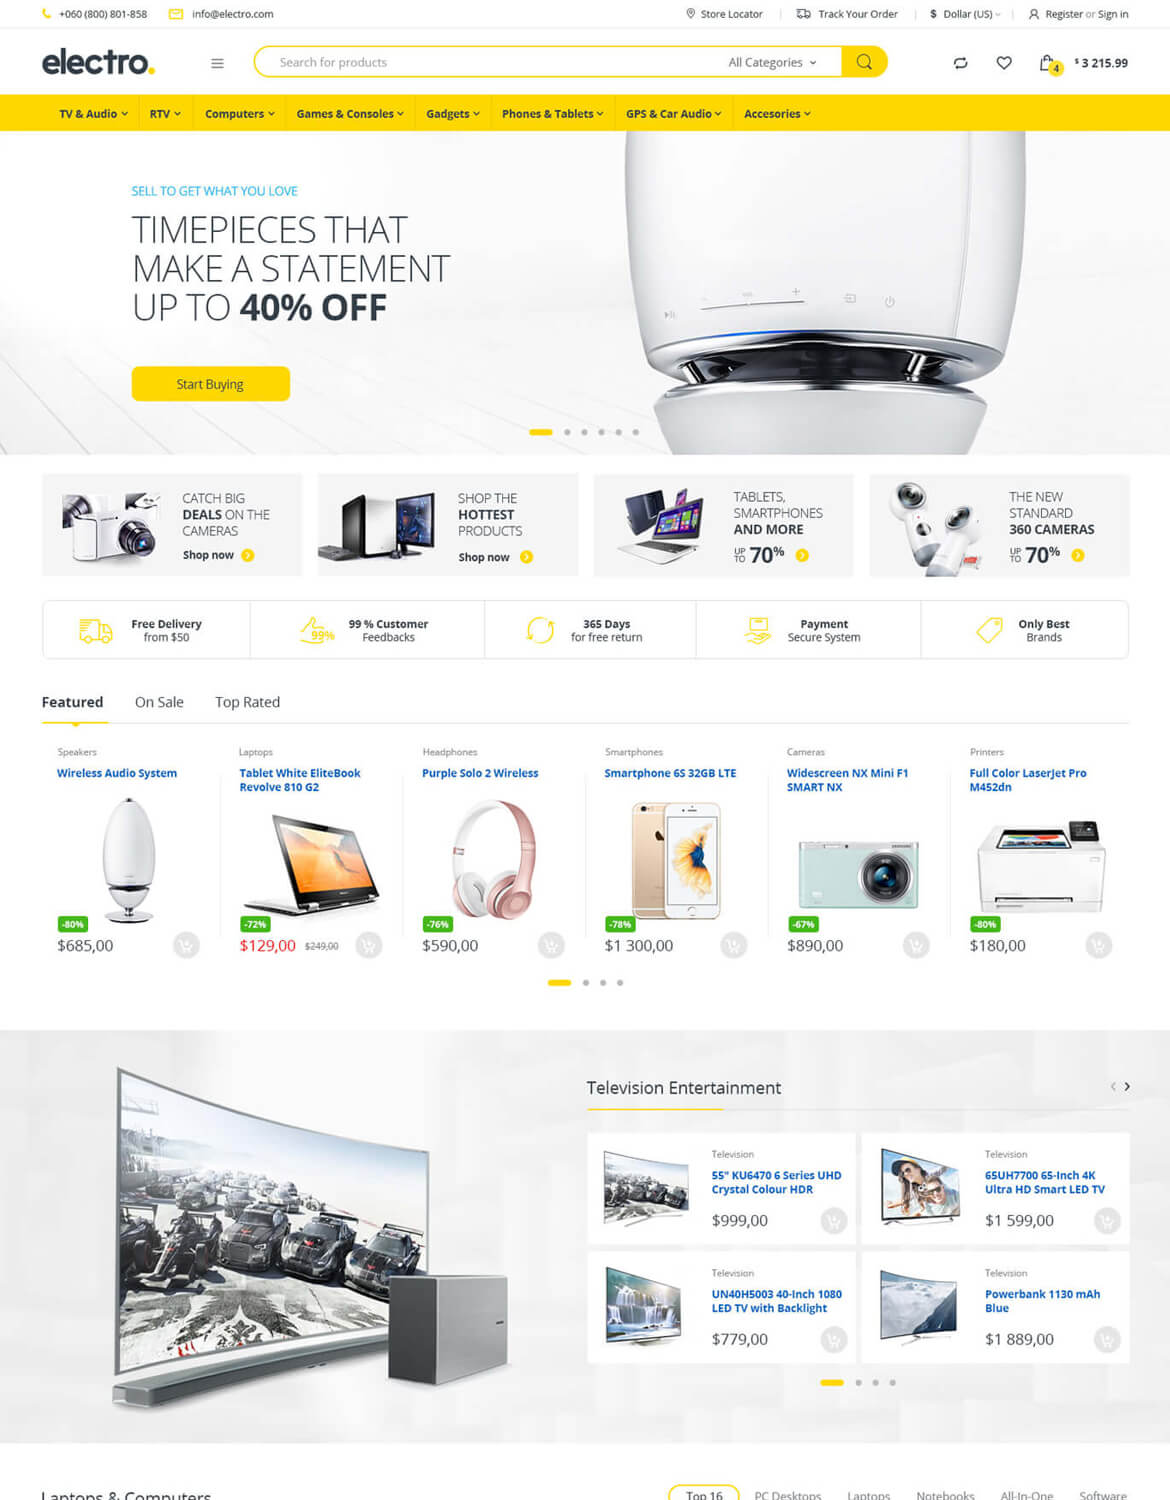 +060 (800) 801-858
info@electro.com
Store Locator
Track Your Order
$ Dollar (US)
Register or Sign in
electro.
Search for products
All Categories
4
$ 3 215.99
TV & Audio
RTV
Computers
Games & Consoles
Gadgets
Phones & Tablets
GPS & Car Audio
Accesories
SELL TO GET WHAT YOU LOVE
TIMEPIECES THAT
MAKE A STATEMENT
UP TO 40% OFF
Start Buying
CATCH BIG
DEALS ON THE
CAMERAS
Shop now
SHOP THE
HOTTEST
PRODUCTS
Shop now
TABLETS,
SMARTPHONES
AND MORE
UP TO 70%
THE NEW
STANDARD
360 CAMERAS
UP TO 70%
Free Delivery
from $50
99%
99 % Customer
Feedbacks
365 Days
for free return
Payment
Secure System
Only Best
Brands
Featured
On Sale
Top Rated
Speakers
Wireless Audio System
-80%
$685,00
Laptops
Tablet White EliteBook
Revolve 810 G2
-72%
$129,00 $249,00
Headphones
Purple Solo 2 Wireless
-76%
$590,00
Smartphones
Smartphone 6S 32GB LTE
-78%
$1 300,00
Cameras
Widescreen NX Mini F1
SMART NX
SAMSUNG
-67%
$890,00
Printers
Full Color LaserJet Pro
M452dn
-80%
$180,00
Television Entertainment
Television
55" KU6470 6 Series UHD
Crystal Colour HDR
$999,00
Television
65UH7700 65-Inch 4K
Ultra HD Smart LED TV
$1 599,00
Television
UN40H5003 40-Inch 1080
LED TV with Backlight
$779,00
Television
Powerbank 1130 mAh
Blue
$1 889,00
Laptops & Computers
Top 16
PC Desktops
Laptops
Notebooks
All-In-One
Software